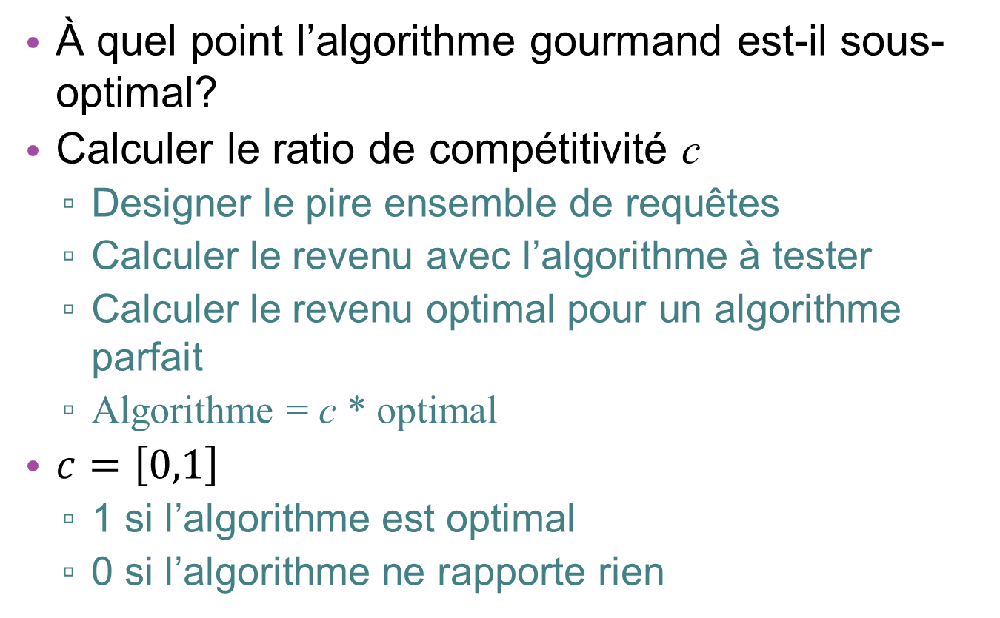 • À quel point l’algorithme gourmand est-il sous-
optimal?
• Calculer le ratio de compétitivité c
▫ Designer le pire ensemble de requêtes
▫ Calculer le revenu avec l’algorithme à tester
▫ Calculer le revenu optimal pour un algorithme
parfait
▫ Algorithme = c * optimal
• c = [0,1]
▫ 1 si l’algorithme est optimal
▫ 0 si l’algorithme ne rapporte rien